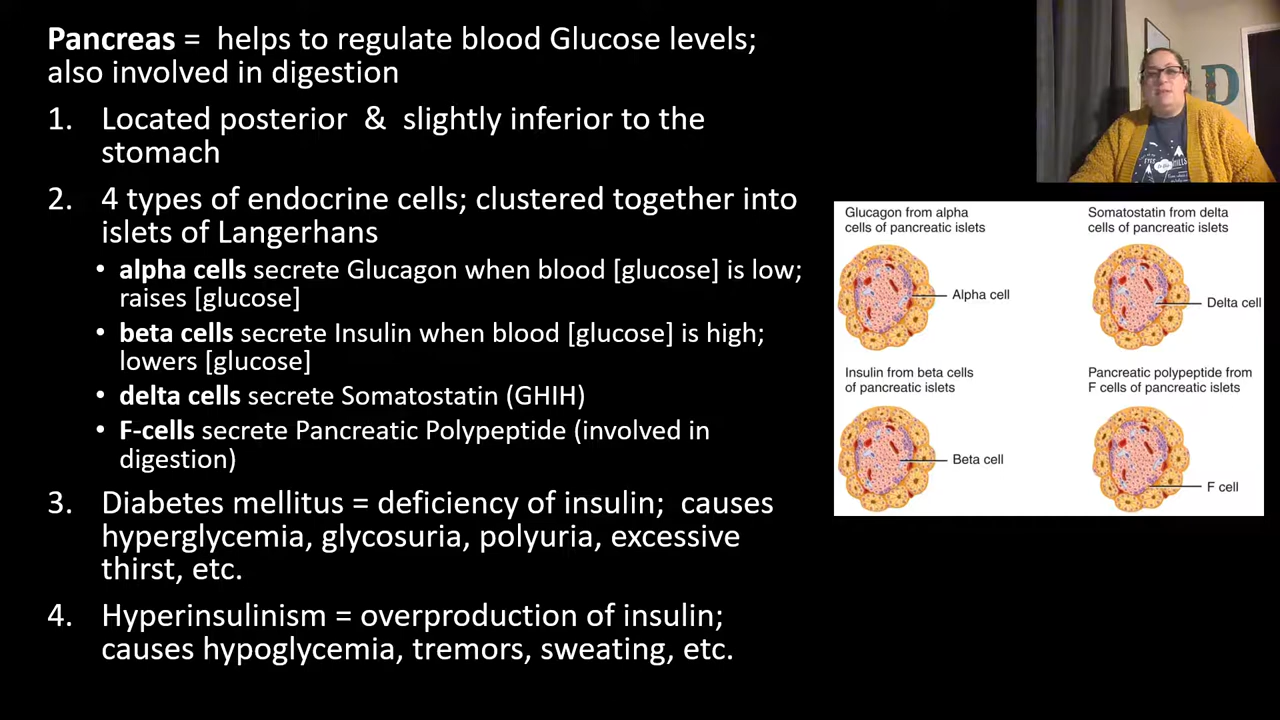 Pancreas = helps to regulate blood Glucose levels;
also involved in digestion
1. Located posterior & slightly inferior to the
stomach
2. 4 types of endocrine cells; clustered together into
islets of Langerhans
• alpha cells secrete Glucagon when blood [glucose] is low;
raises [glucose]
• beta cells secrete Insulin when blood [glucose] is high;
lowers [glucose]
• delta cells secrete Somatostatin (GHIH)
• F-cells secrete Pancreatic Polypeptide (involved in
digestion)
3. Diabetes mellitus = deficiency of insulin; causes
hyperglycemia, glycosuria, polyuria, excessive
thirst, etc.
4. Hyperinsulinism = overproduction of insulin;
causes hypoglycemia, tremors, sweating, etc.
D
Glucagon from alpha
cells of pancreatic islets
Alpha cell
Somatostatin from delta
cells of pancreatic islets
Delta cell
Insulin from beta cells
of pancreatic islets
Beta cell
Pancreatic polypeptide from
F cells of pancreatic islets
F cell